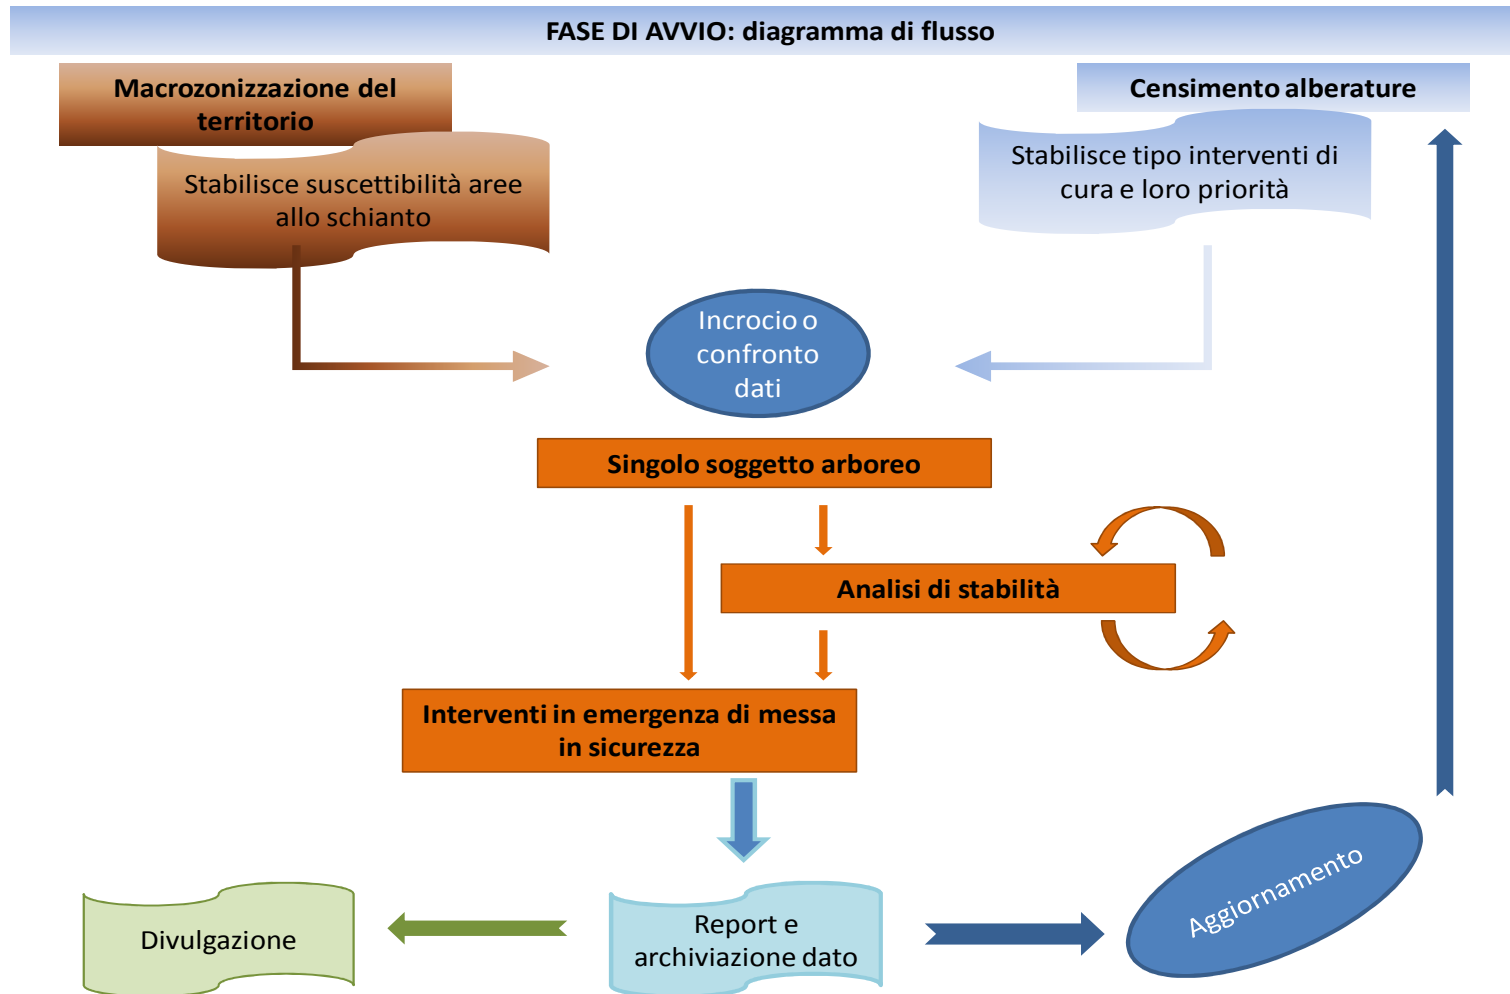 FASE DI AVVIO: diagramma di flusso
Macrozonizzazione del
territorio
Stabilisce suscettibilità aree
allo schianto
Censimento alberature
Stabilisce tipo interventi di
cura e loro priorità
Incrocio o
confronto
dati
Singolo soggetto arboreo
Analisi di stabilità
Interventi in emergenza di messa
in sicurezza
Divulgazione
Report e
archiviazione dato
Aggiornamento